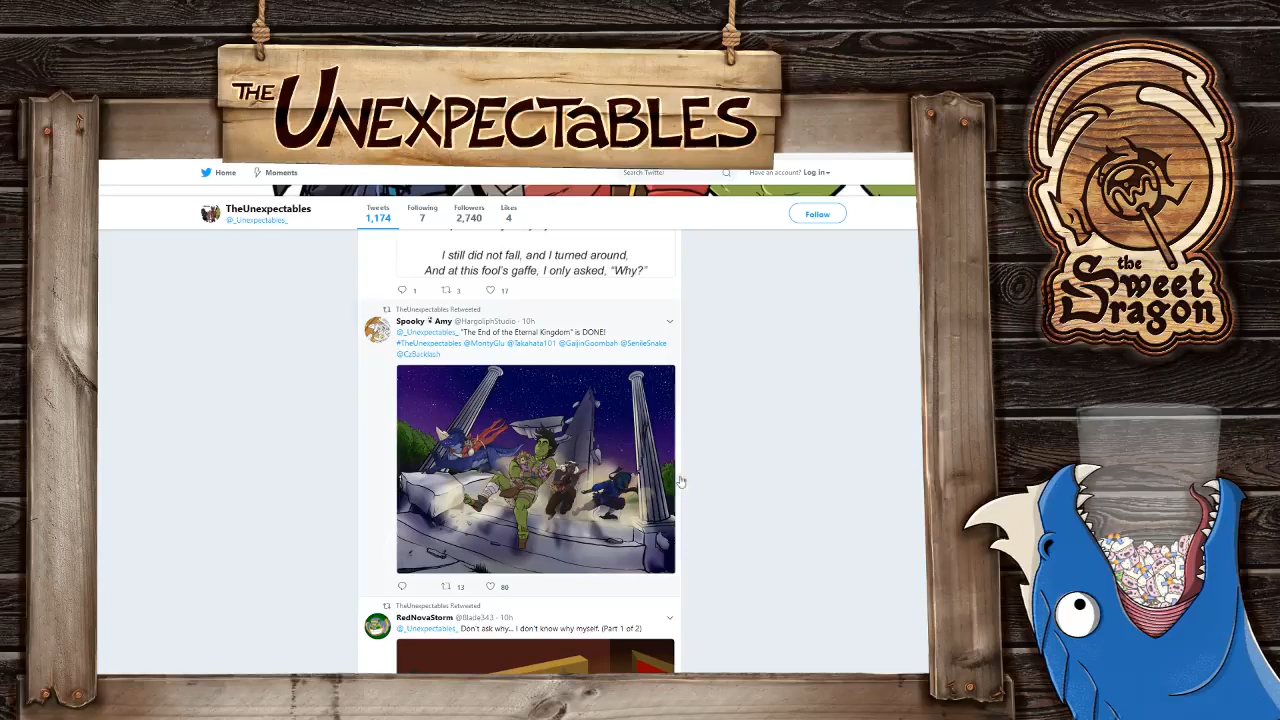 THE UNEXPECTABLES
Home
Moments
Search Twitter
Have an account? Log In
TheUnexpectables
@_Unexpectables_
Tweets
1,174
Following
7
Followers
2,740
Likes
4
Follow
I still did not fall, and I turned around,
And at this fool's gaffe, I only asked, "Why?"
1 3 17
TheUnexpectables Retweeted
Spooky Amy @HargoliphStudio · 10h
@_Unexpectables_ "The End of the Eternal Kingdom" is DONE!
#TheUnexpectables @MontyGlu @Takahata101 @GaijinGoombah @SenileSnake
@CzBacklash
13 80
TheUnexpectables Retweeted
RedNovaStorm @Blade343 · 10h
@_Unexpectables_ Don't ask why... I don't know why myself. (Part 1 of 2)
the
Sweet
Dragon